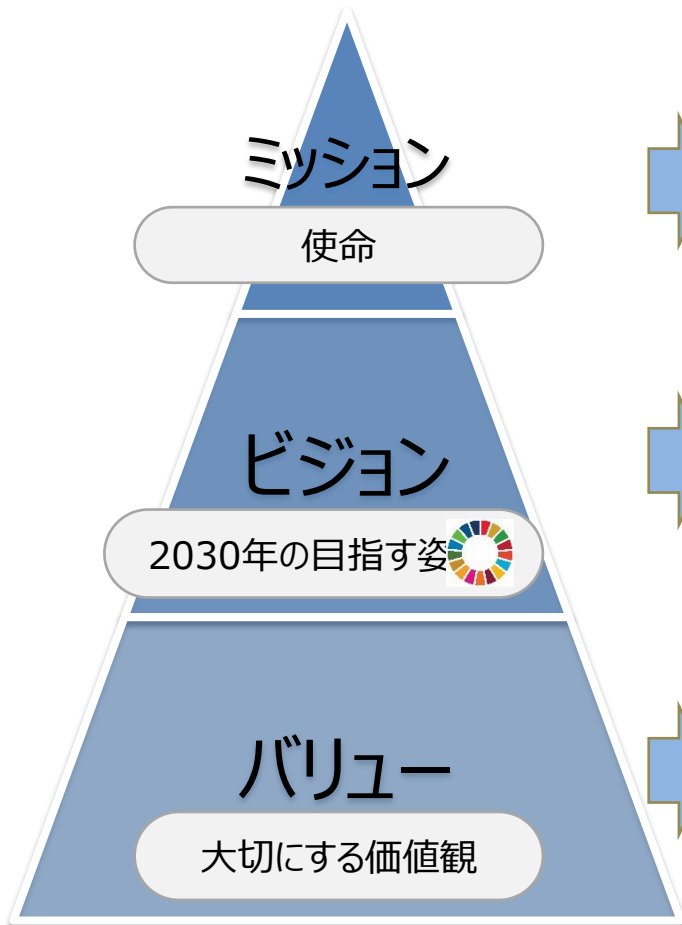 ミッション
使命
ビジョン
2030年の目指す姿
バリュー
大切にする価値観